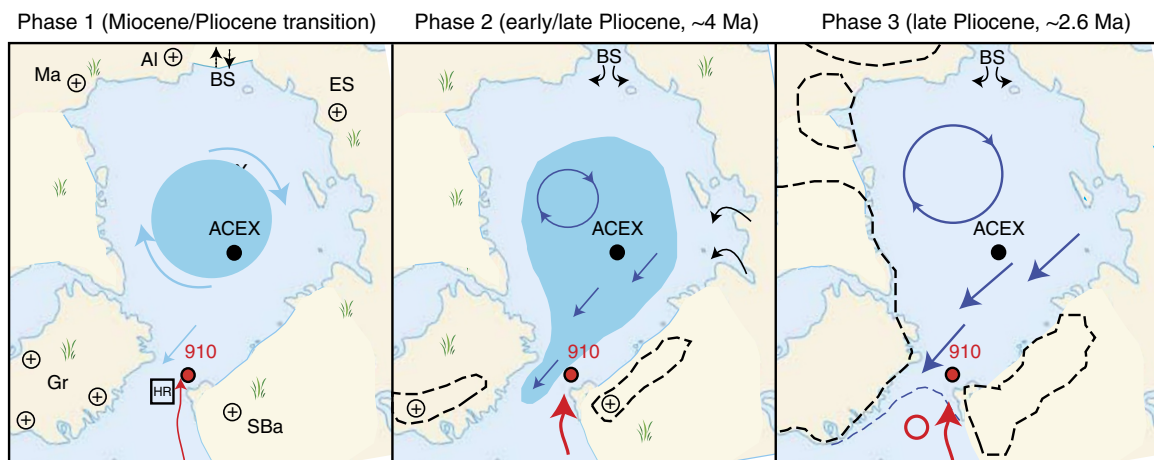 Phase 1 (Miocene/Pliocene transition)
Phase 2 (early/late Pliocene, ~4 Ma)
Phase 3 (late Pliocene, ~2.6 Ma)
Ma
Al
BS
ES
ACEX
910
HR
Gr
SBa
BS
ACEX
910
BS
ACEX
910